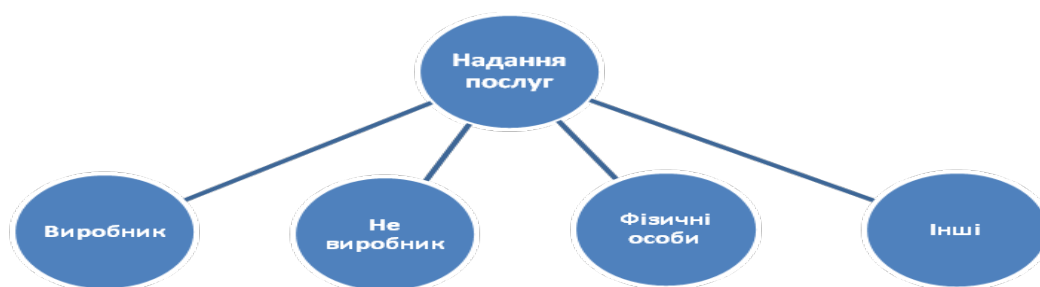 Надання
послуг
Виробник
Не
виробник
Фізичні
особи
Інші